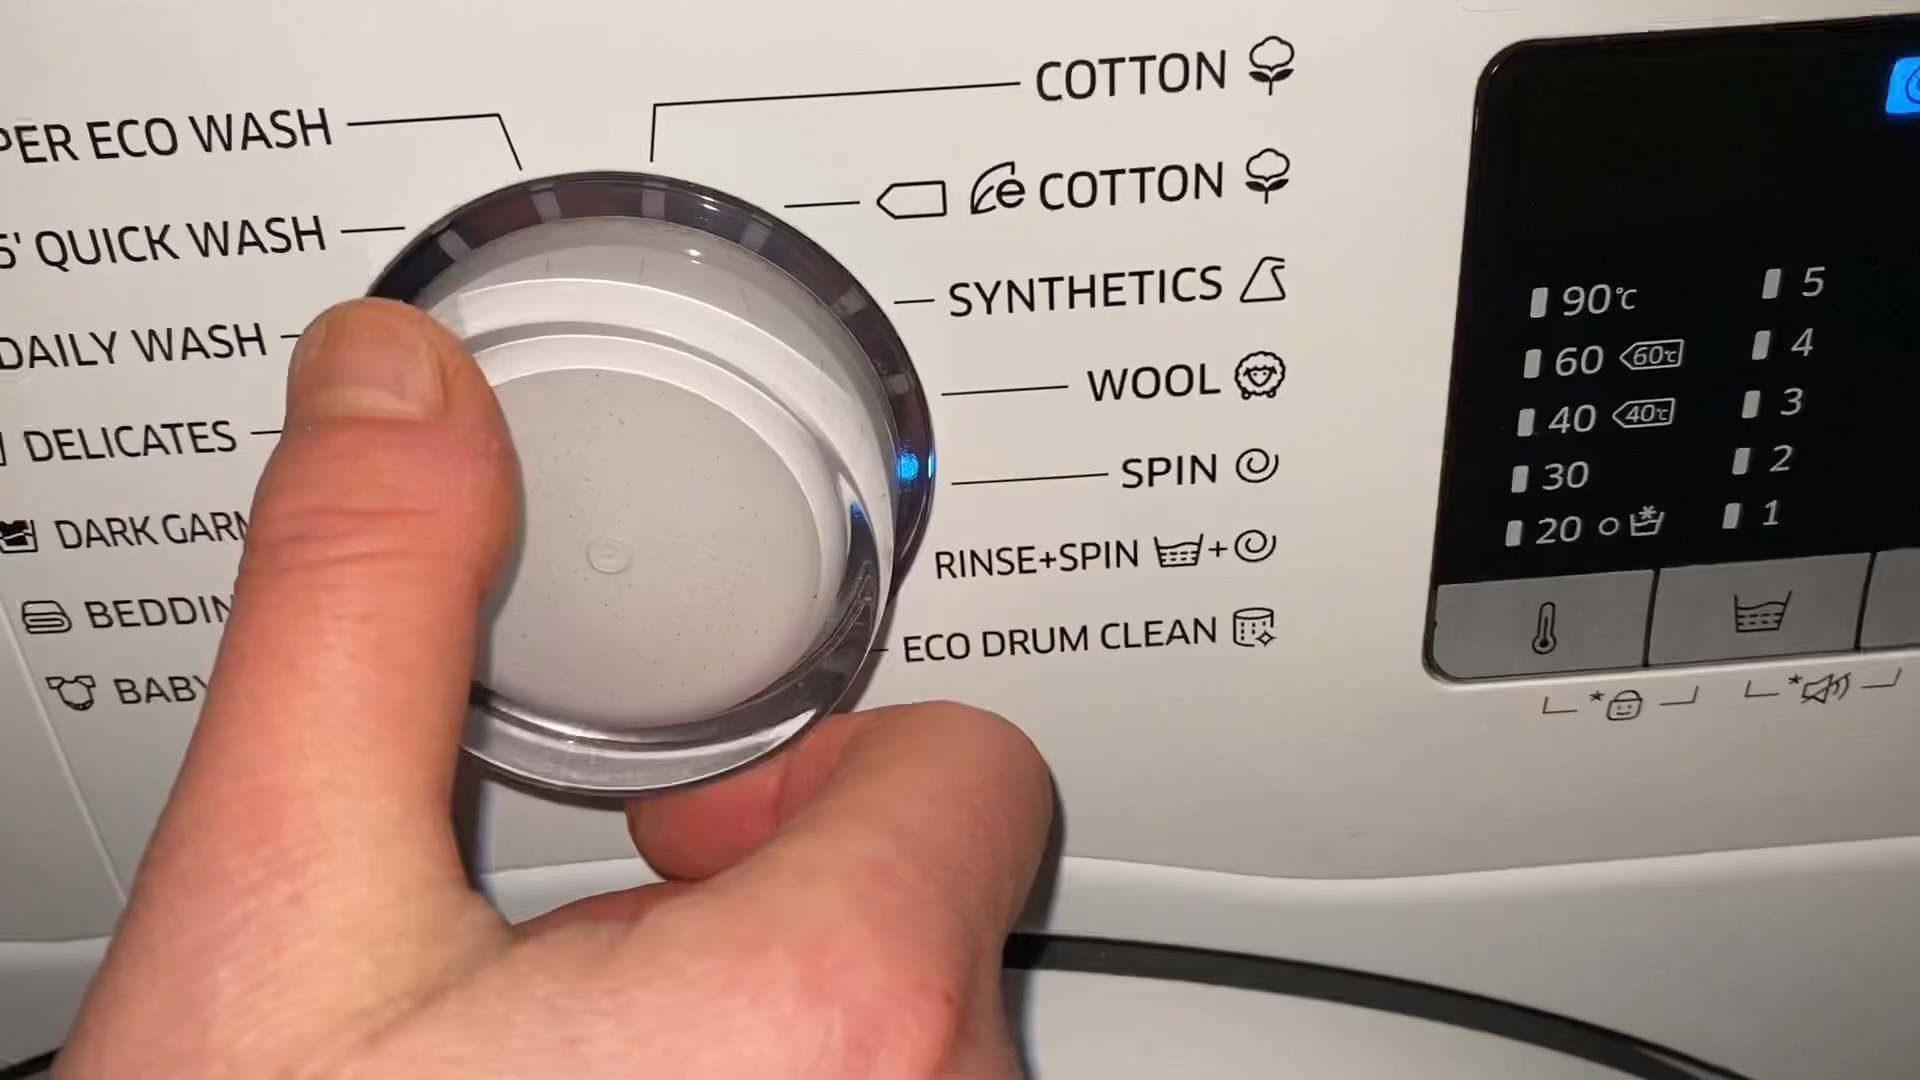 COTTON
PER ECO WASH
e COTTON
5' QUICK WASH
SYNTHETICS
DAILY WASH
WOOL
DELICATES
SPIN
DARK GARM
RINSE+SPIN
BEDDIN
ECO DRUM CLEAN
BABY
90°C
5
60 60°C
4
40 40°C
3
30
2
20
1